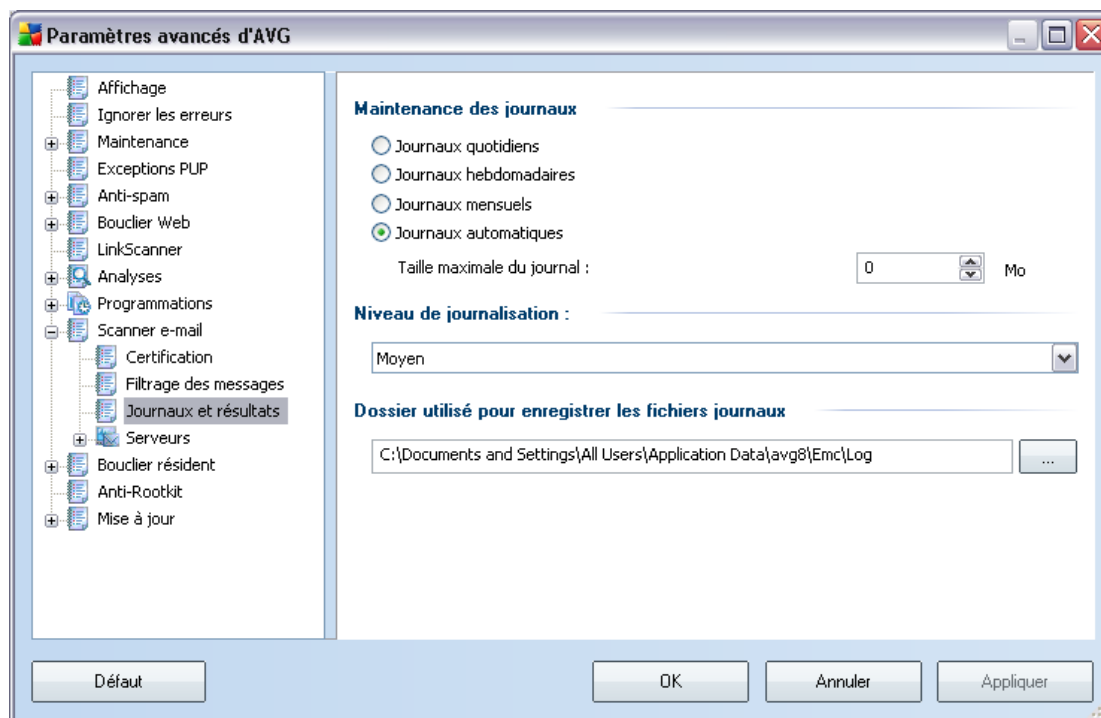 Paramètres avancés d'AVG
Affichage
Ignorer les erreurs
Maintenance
Exceptions PUP
Anti-spam
Bouclier Web
LinkScanner
Analyses
Programmations
Scanner e-mail
Certification
Filtrage des messages
Journaux et résultats
Serveurs
Bouclier résident
Anti-Rootkit
Mise à jour
Maintenance des journaux
Journaux quotidiens
Journaux hebdomadaires
Journaux mensuels
Journaux automatiques
Taille maximale du journal : 0 Mo
Niveau de journalisation :
Moyen
Dossier utilisé pour enregistrer les fichiers journaux
C:\Documents and Settings\All Users\Application Data\avg8\Emc\Log ...
Défaut OK Annuler Appliquer